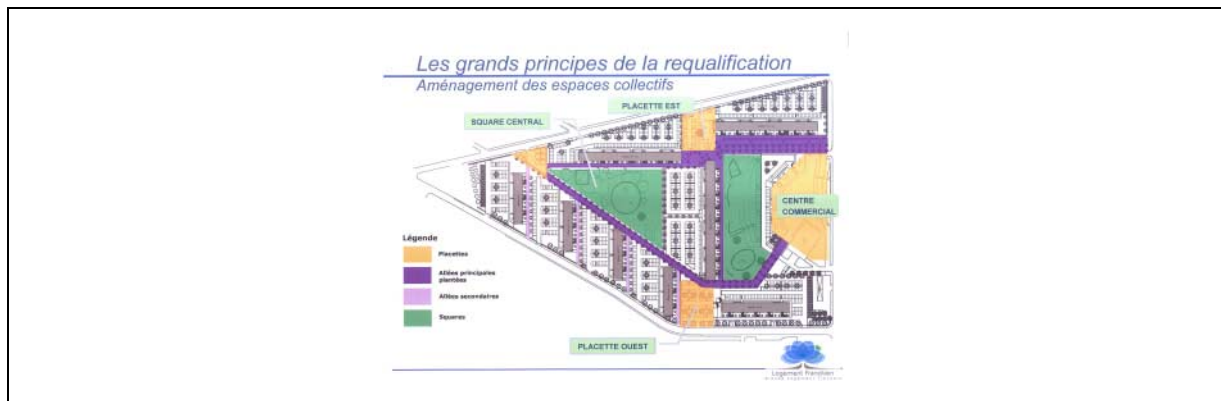 Les grands principes de la requalification
Aménagement des espaces collectifs
PLACETTE EST
SQUARE CENTRAL
CENTRE
COMMERCIAL
Légende
Placettes
Allées principales
plantées
Allées secondaires
Squares
PLACETTE OUEST
Logement Francilien